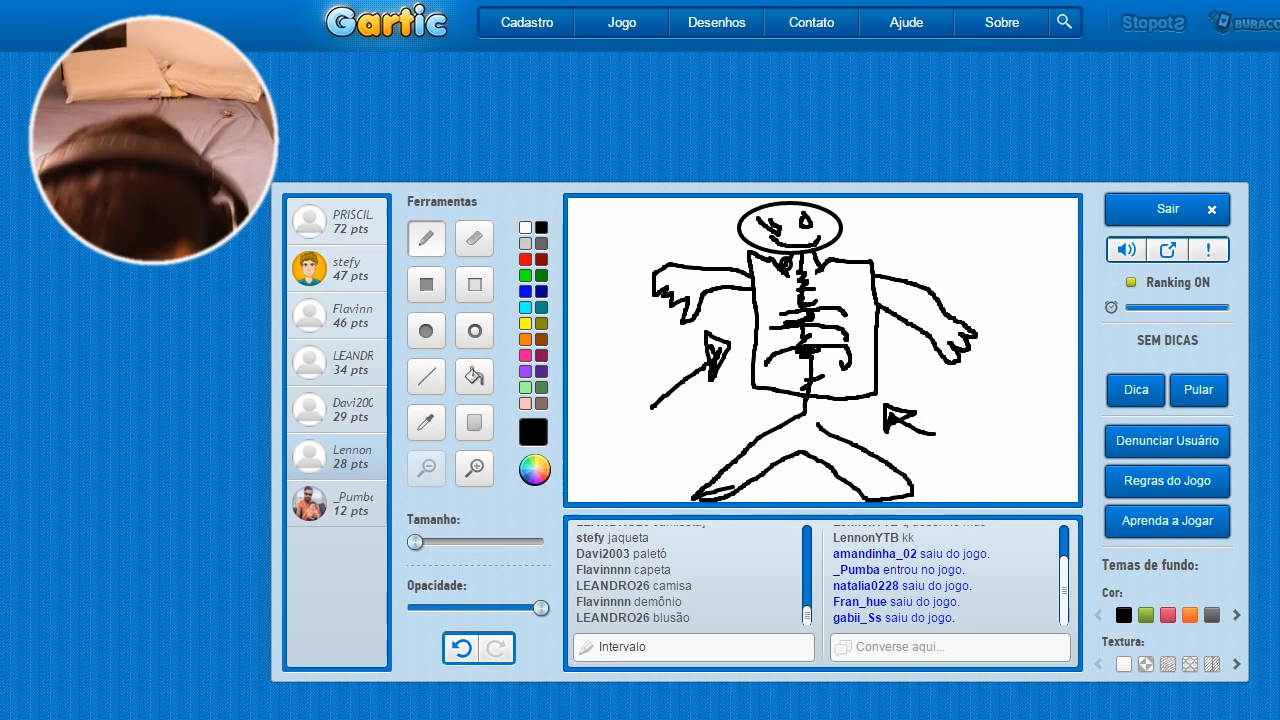 Gartic
Cadastro
Jogo
Desenhos
Contato
Ajude
Sobre
StopotS
BURACO
PRISCIL
72 pts
stefy
47 pts
Flavinn
46 pts
LEANDR
34 pts
Davi200
29 pts
Lennon
28 pts
_Pumba
12 pts
Ferramentas
Tamanho:
Opacidade:
stefy jaqueta
Davi2003 paletó
Flavinnnn capeta
LEANDRO26 camisa
Flavinnnn demônio
LEANDRO26 blusão
Intervalo
LennonYTB kk
amandinha_02 saiu do jogo.
_Pumba entrou no jogo.
natalia0228 saiu do jogo.
Fran_hue saiu do jogo.
gabii_Ss saiu do jogo.
Converse aqui...
Sair
Ranking ON
SEM DICAS
Dica
Pular
Denunciar Usuário
Regras do Jogo
Aprenda a Jogar
Temas de fundo:
Cor:
Textura: